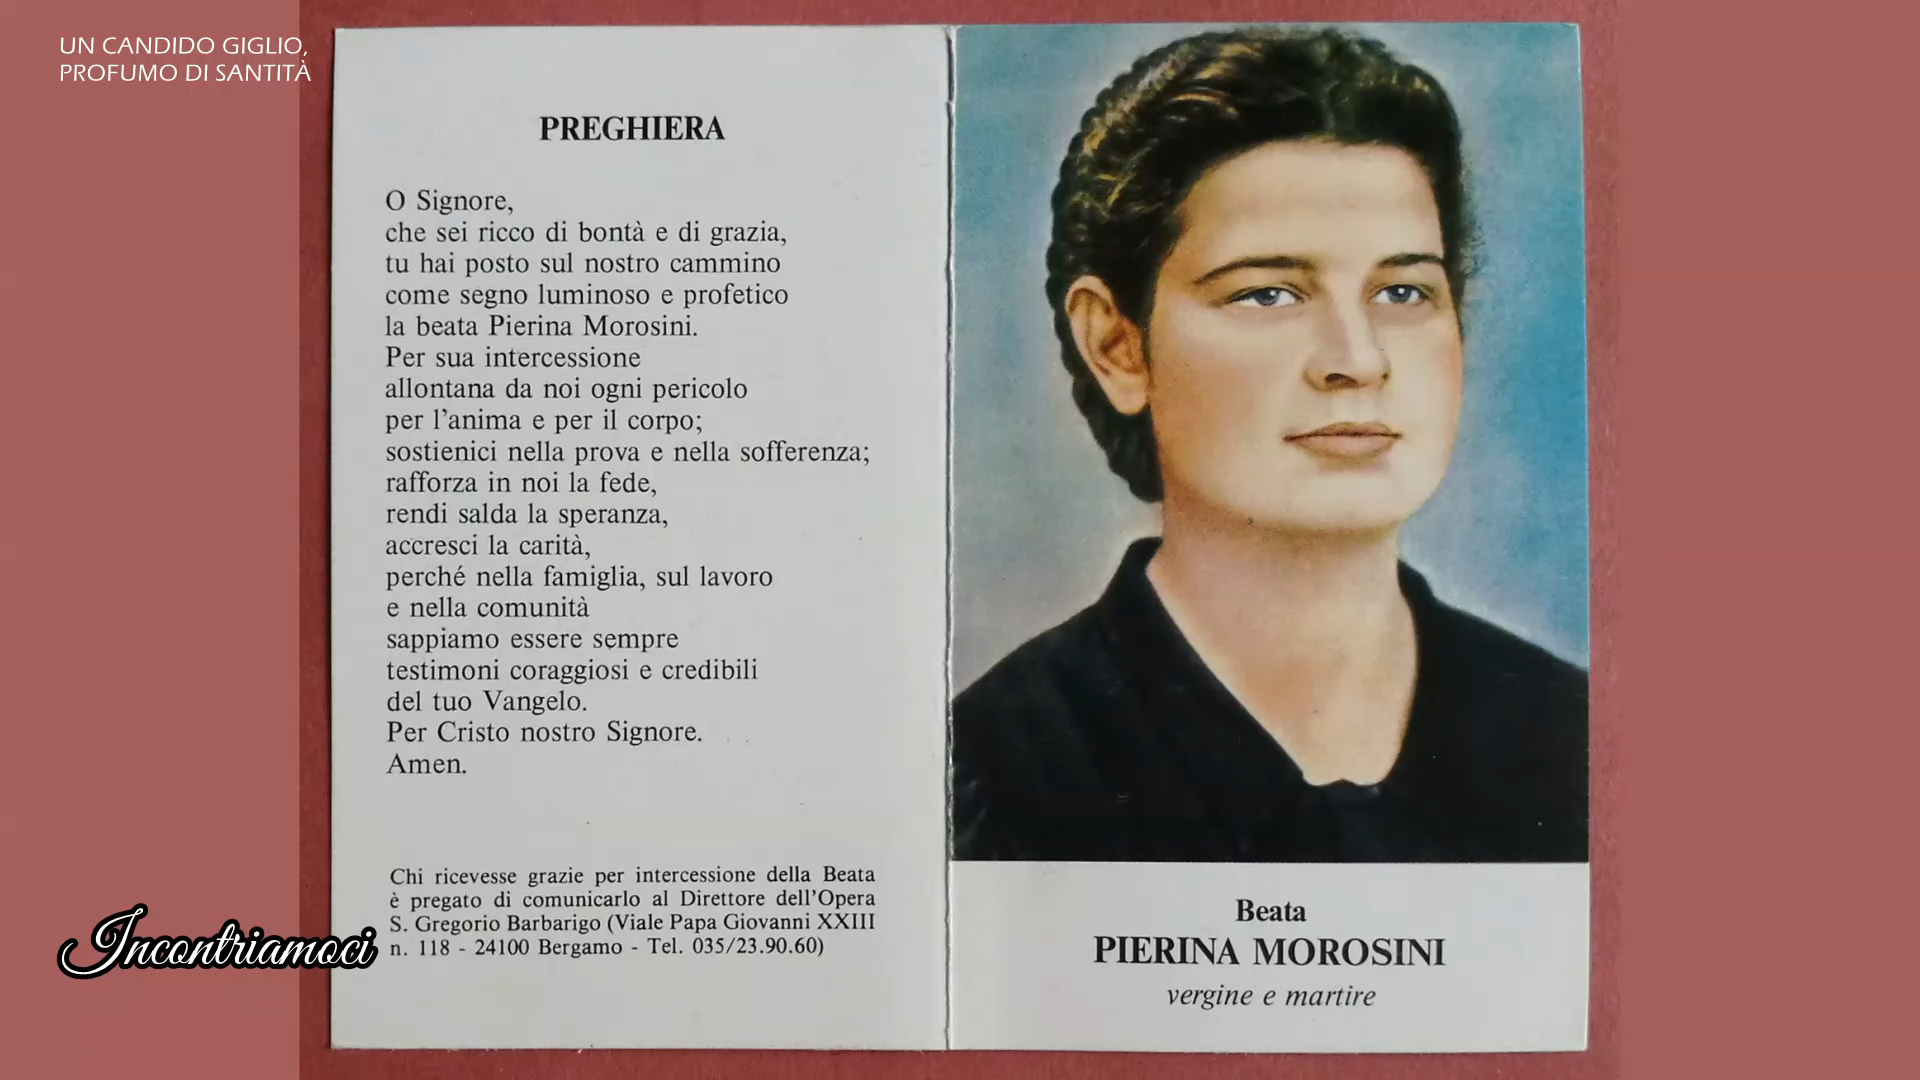 UN CANDIDO GIGLIO,
PROFUMO DI SANTITÀ
PREGHIERA
O Signore,
che sei ricco di bontà e di grazia,
tu hai posto sul nostro cammino
come segno luminoso e profetico
la beata Pierina Morosini.
Per sua intercessione
allontana da noi ogni pericolo
per l'anima e per il corpo;
sostienici nella prova e nella sofferenza;
rafforza in noi la fede,
rendi salda la speranza,
accresci la carità,
perché nella famiglia, sul lavoro
e nella comunità
sappiamo essere sempre
testimoni coraggiosi e credibili
del tuo Vangelo.
Per Cristo nostro Signore.
Amen.
Chi ricevesse grazie per intercessione della Beata
è pregato di comunicarlo al Direttore dell'Opera
S. Gregorio Barbarigo (Viale Papa Giovanni XXIII
n. 118 - 24100 Bergamo - Tel. 035/23.90.60)
Incontriamoci
Beata
PIERINA MOROSINI
vergine e martire